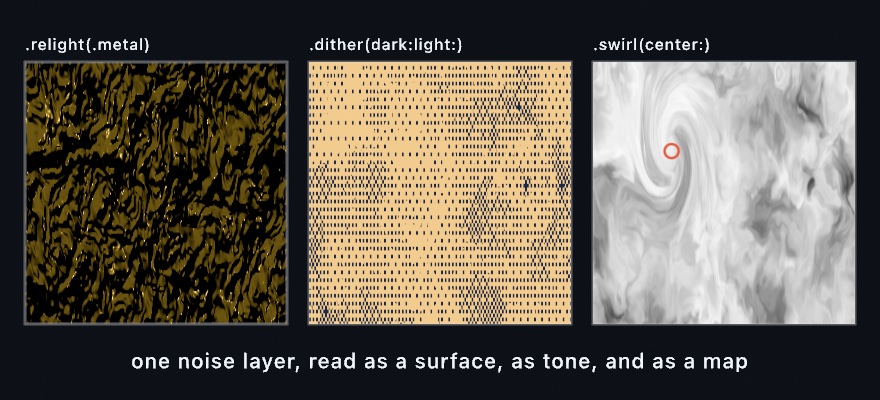 .relight(.metal)
.dither(dark:light:)
.swirl(center:)
one noise layer, read as a surface, as tone, and as a map